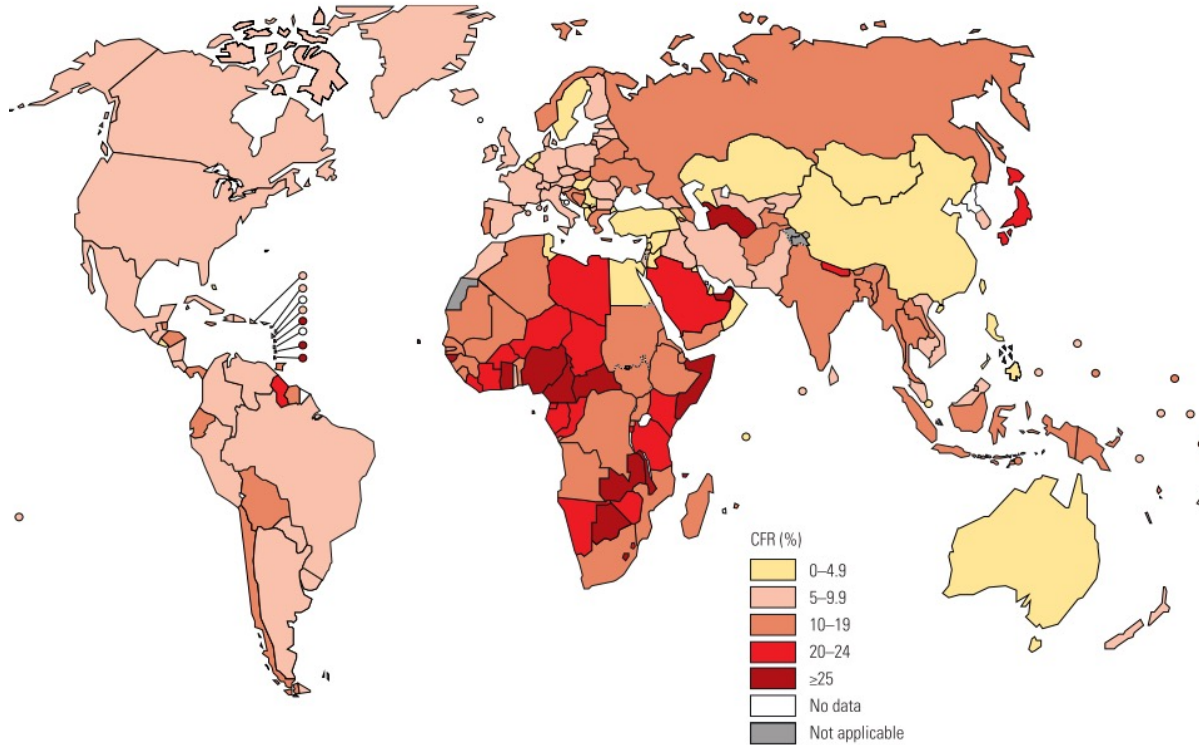 CFR (%)
0–4.9
5–9.9
10–19
20–24
≥25
No data
Not applicable